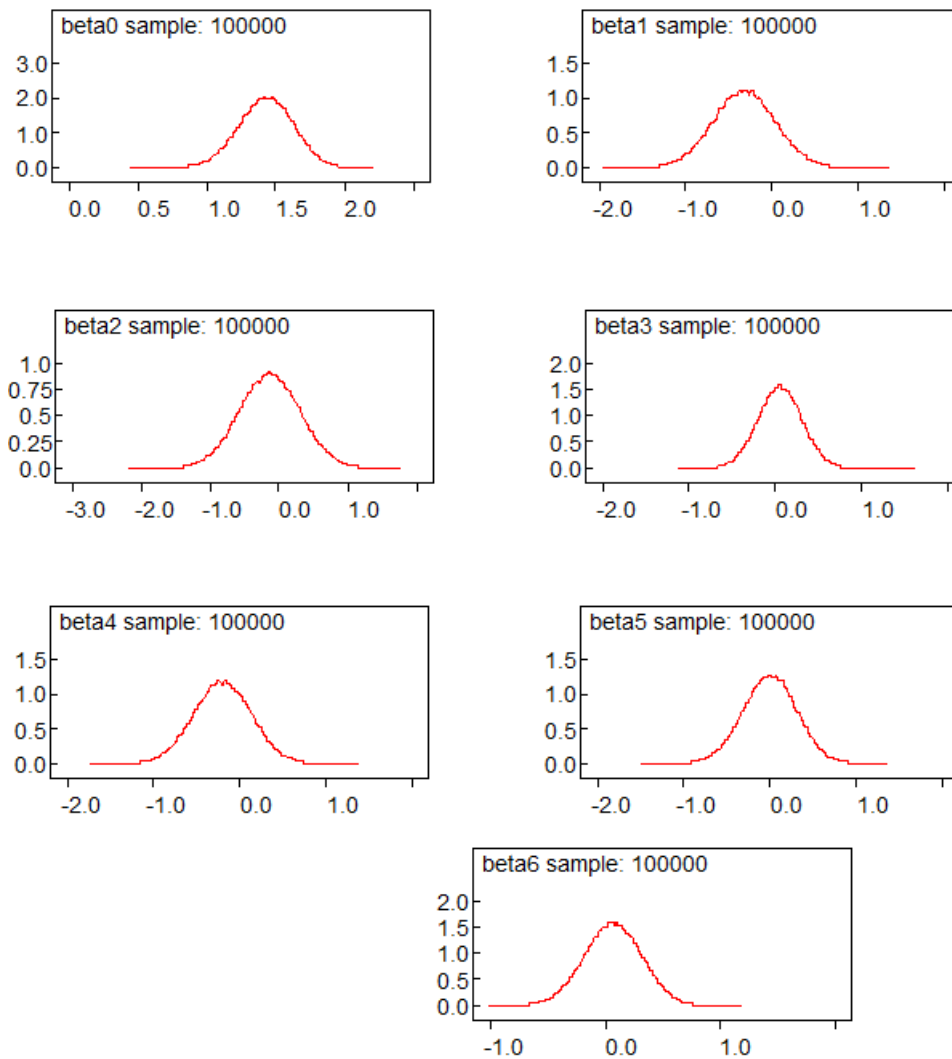 beta0 sample: 100000
3.0
2.0
1.0
0.0
0.0 0.5 1.0 1.5 2.0
beta1 sample: 100000
1.5
1.0
0.5
0.0
-2.0 -1.0 0.0 1.0
beta2 sample: 100000
1.0
0.75
0.5
0.25
0.0
-3.0 -2.0 -1.0 0.0 1.0
beta3 sample: 100000
2.0
1.5
1.0
0.5
0.0
-2.0 -1.0 0.0 1.0
beta4 sample: 100000
1.5
1.0
0.5
0.0
-2.0 -1.0 0.0 1.0
beta5 sample: 100000
1.5
1.0
0.5
0.0
-2.0 -1.0 0.0 1.0
beta6 sample: 100000
2.0
1.5
1.0
0.5
0.0
-1.0 0.0 1.0